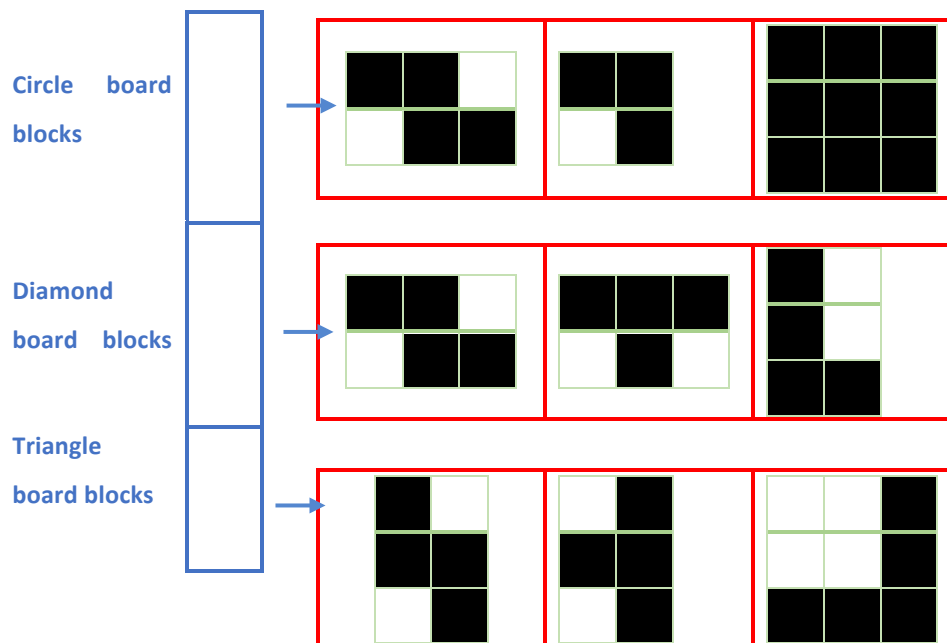 Circle board
blocks
Diamond
board blocks
Triangle
board blocks